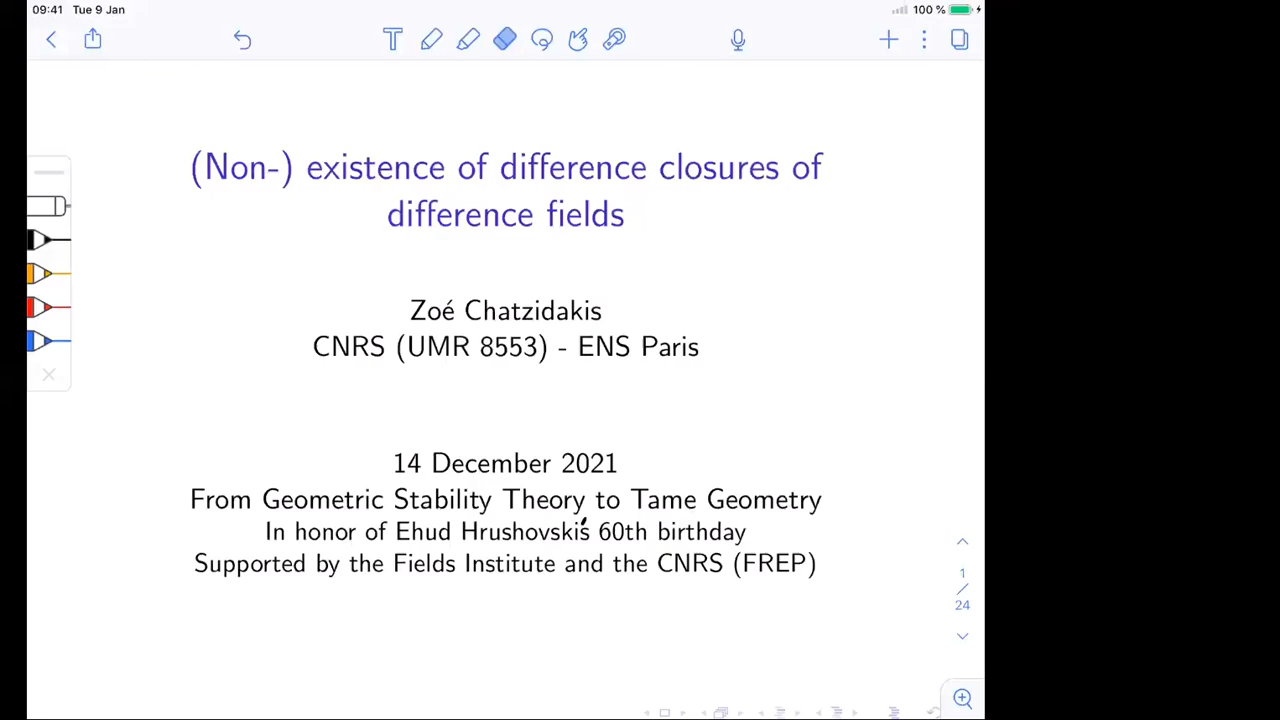 09:41 Tue 9 Jan
100 %
T
(Non-) existence of difference closures of
difference fields
Zoé Chatzidakis
CNRS (UMR 8553) - ENS Paris
14 December 2021
From Geometric Stability Theory to Tame Geometry
In honor of Ehud Hrushovski's 60th birthday
Supported by the Fields Institute and the CNRS (FREP)
1
/
24